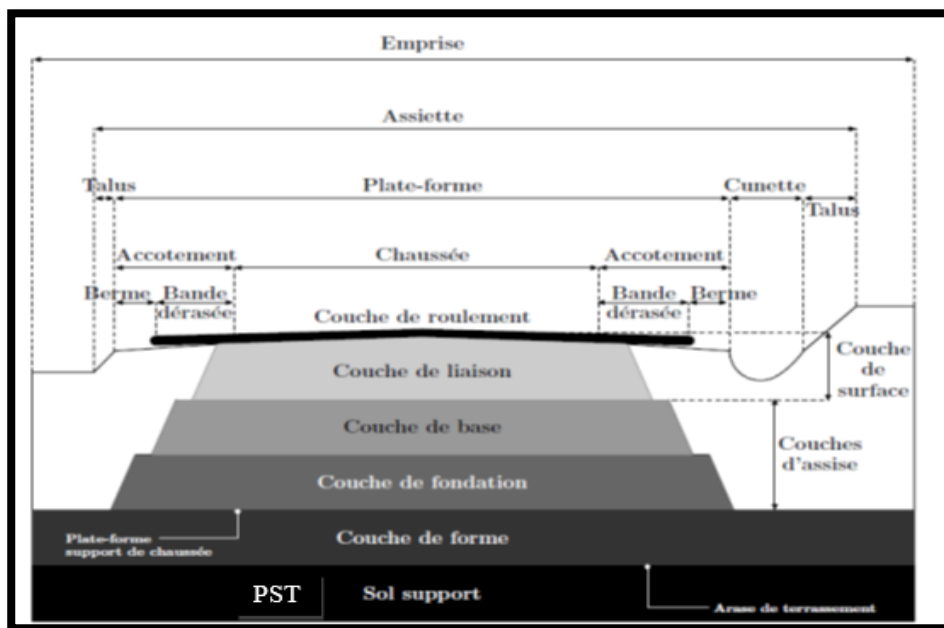 Emprise
Assiette
Talus
Plate-forme
Cunette
Talus
Accotement
Chaussée
Accotement
Berme
Bande
dérasée
Couche de roulement
Bande
dérasée
Berme
Couche
de
surface
Couche de liaison
Couche de base
Couches
d'assise
Couche de fondation
Plate-forme
support de chaussée
Couche de forme
PST
Sol support
Arase de terrassement